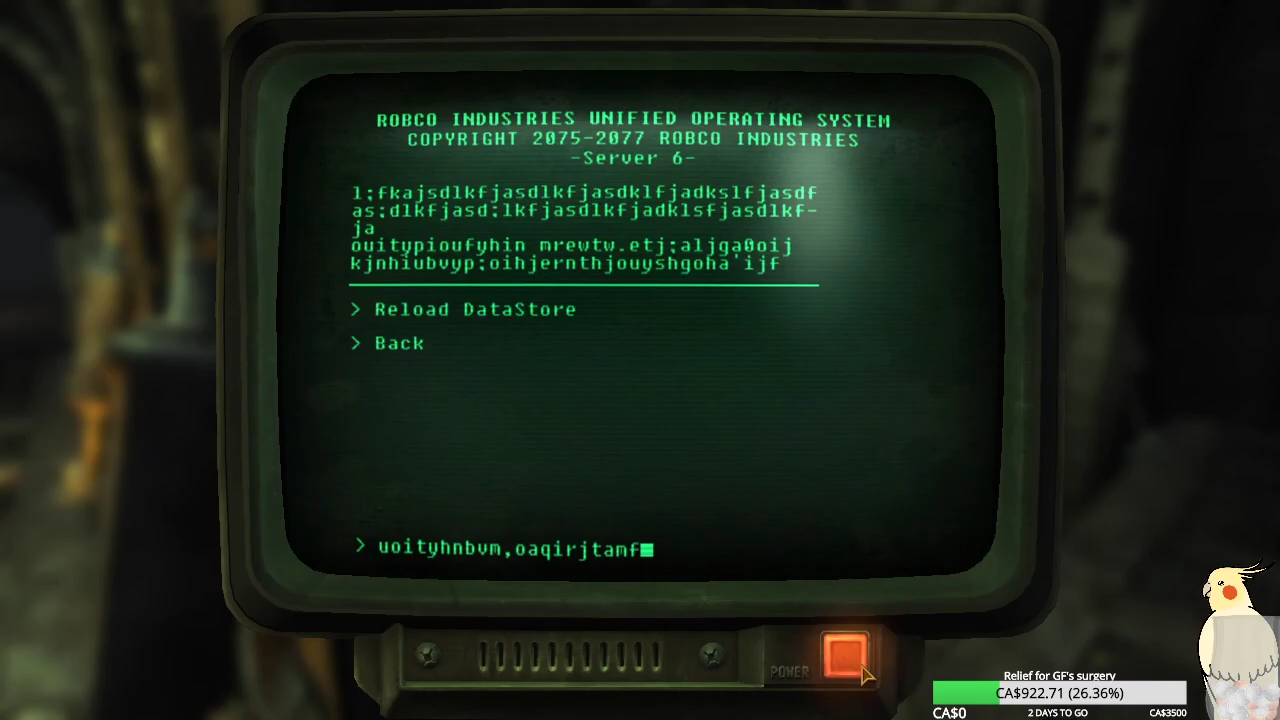 ROBCO INDUSTRIES UNIFIED OPERATING SYSTEM
COPYRIGHT 2075-2077 ROBCO INDUSTRIES
-Server 6-
l;fkajsdlkfjasdlkfjasdklfjadkslfjasdf
as;dlkfjasd;lkfjasdlkfjadklsfjasdlkf-
ja
ouitypioufyhin mrewtw.etj;aljga0oij
kjnhiubvyp;oihjernthjouyshgoha'ijf
> Reload DataStore
> Back
> uoityhnbvm,oaqirjtamf
POWER
Relief for GF's surgery
CA$922.71 (26.36%)
CA$0 2 DAYS TO GO CA$3500